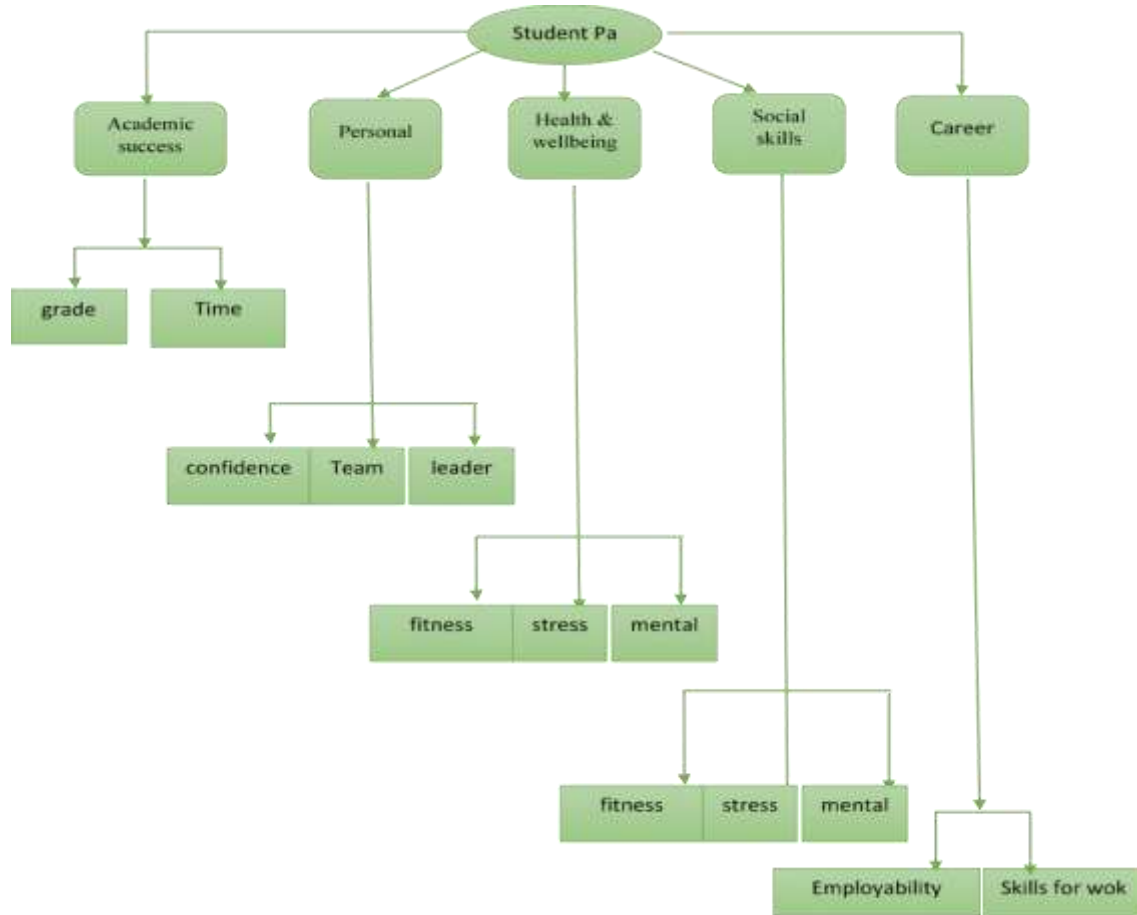 Student Pa
Academic
success
Personal
Health &
wellbeing
Social
skills
Career
grade
Time
confidence
Team
leader
fitness
stress
mental
fitness
stress
mental
Employability
Skills for wok